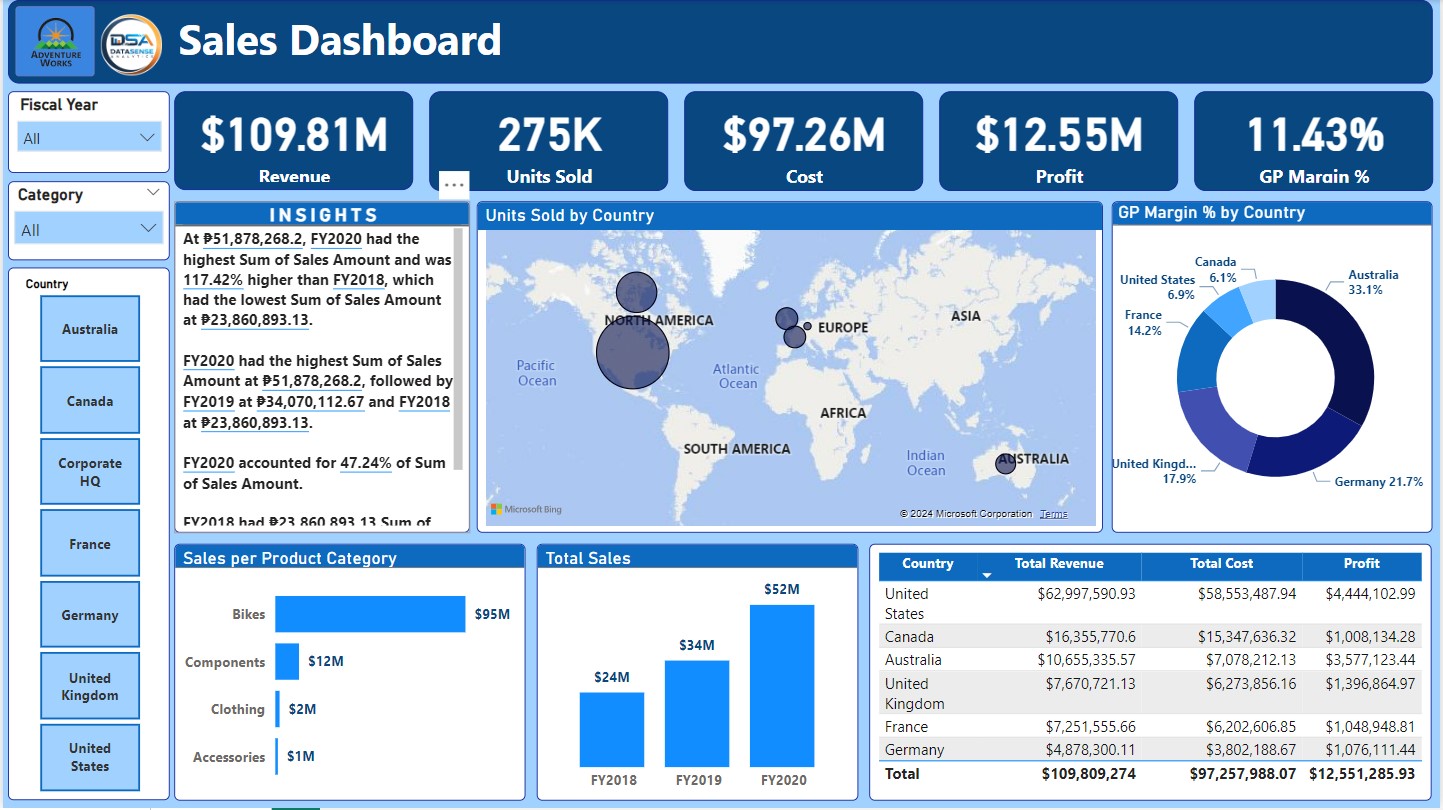 ADVENTURE
WORKS
DSA
DATASENSE
ANALYTICS
Sales Dashboard
Fiscal Year
All
Category
All
Country
Australia
Canada
Corporate
HQ
France
Germany
United
Kingdom
United
States
$109.81M
Revenue
275K
Units Sold
$97.26M
Cost
$12.55M
Profit
11.43%
GP Margin %
INSIGHTS
At ₱51,878,268.2, FY2020 had the
highest Sum of Sales Amount and was
117.42% higher than FY2018, which
had the lowest Sum of Sales Amount
at ₱23,860,893.13.
FY2020 had the highest Sum of Sales
Amount at ₱51,878,268.2, followed by
FY2019 at ₱34,070,112.67 and FY2018
at ₱23,860,893.13.
FY2020 accounted for 47.24% of Sum
of Sales Amount.
FY2018 had ₱23,860,893.13 Sum of
Units Sold by Country
NORTH AMERICA
EUROPE
ASIA
Pacific
Ocean
Atlantic
Ocean
AFRICA
SOUTH AMERICA
Indian
Ocean
AUSTRALIA
Microsoft Bing
© 2024 Microsoft Corporation Terms
GP Margin % by Country
Canada
6.1%
United States
6.9%
France
14.2%
Australia
33.1%
United Kingd...
17.9%
Germany 21.7%
Sales per Product Category
Bikes $95M
Components $12M
Clothing $2M
Accessories $1M
Total Sales
$24M
$34M
$52M
FY2018 FY2019 FY2020
Country Total Revenue Total Cost Profit
United
States $62,997,590.93 $58,553,487.94 $4,444,102.99
Canada $16,355,770.6 $15,347,636.32 $1,008,134.28
Australia $10,655,335.57 $7,078,212.13 $3,577,123.44
United
Kingdom $7,670,721.13 $6,273,856.16 $1,396,864.97
France $7,251,555.66 $6,202,606.85 $1,048,948.81
Germany $4,878,300.11 $3,802,188.67 $1,076,111.44
Total $109,809,274 $97,257,988.07 $12,551,285.93